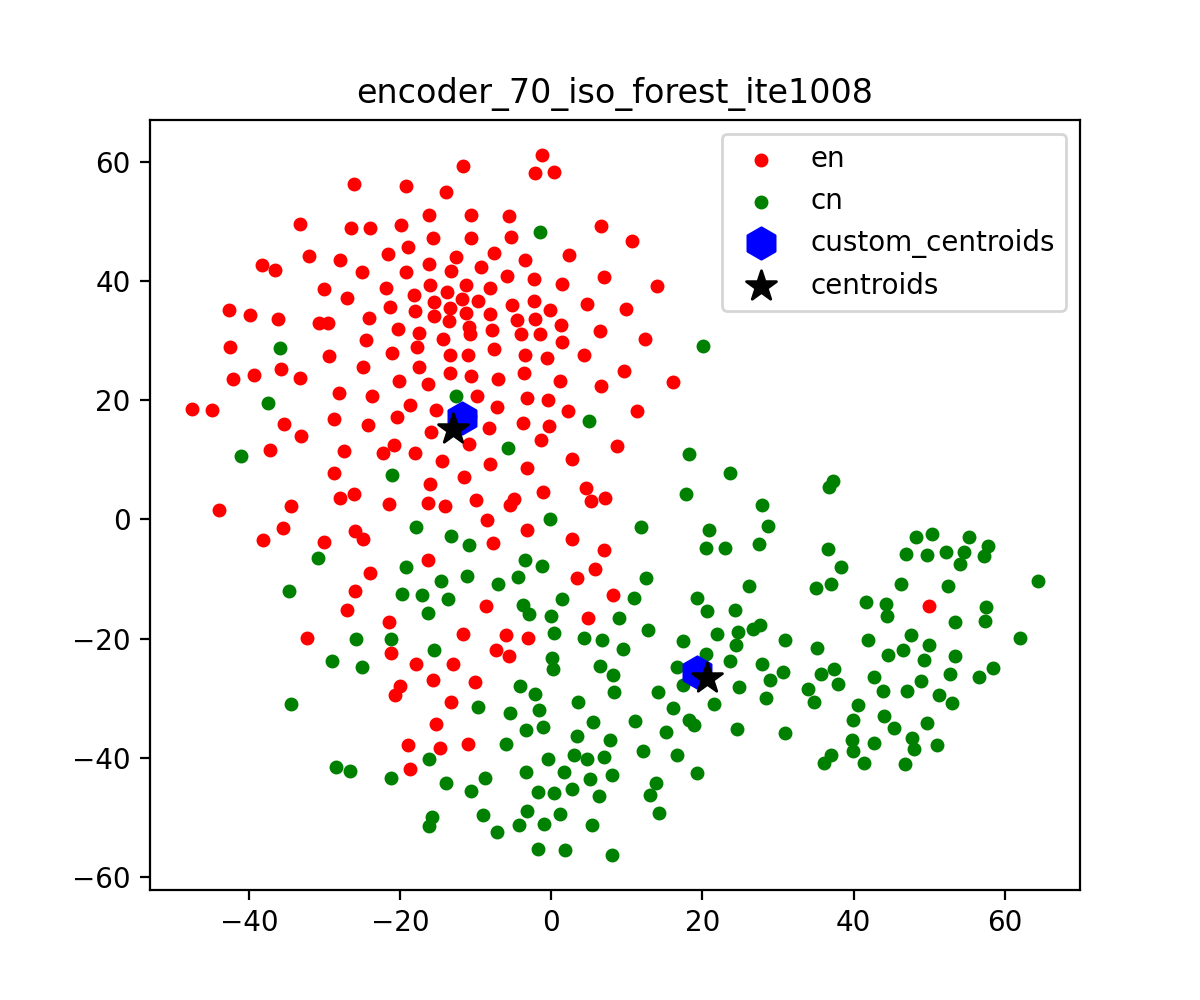 encoder_70_iso_forest_ite1008
en
cn
custom_centroids
centroids
60
40
20
0
−20
−40
−60
−40
−20
0
20
40
60